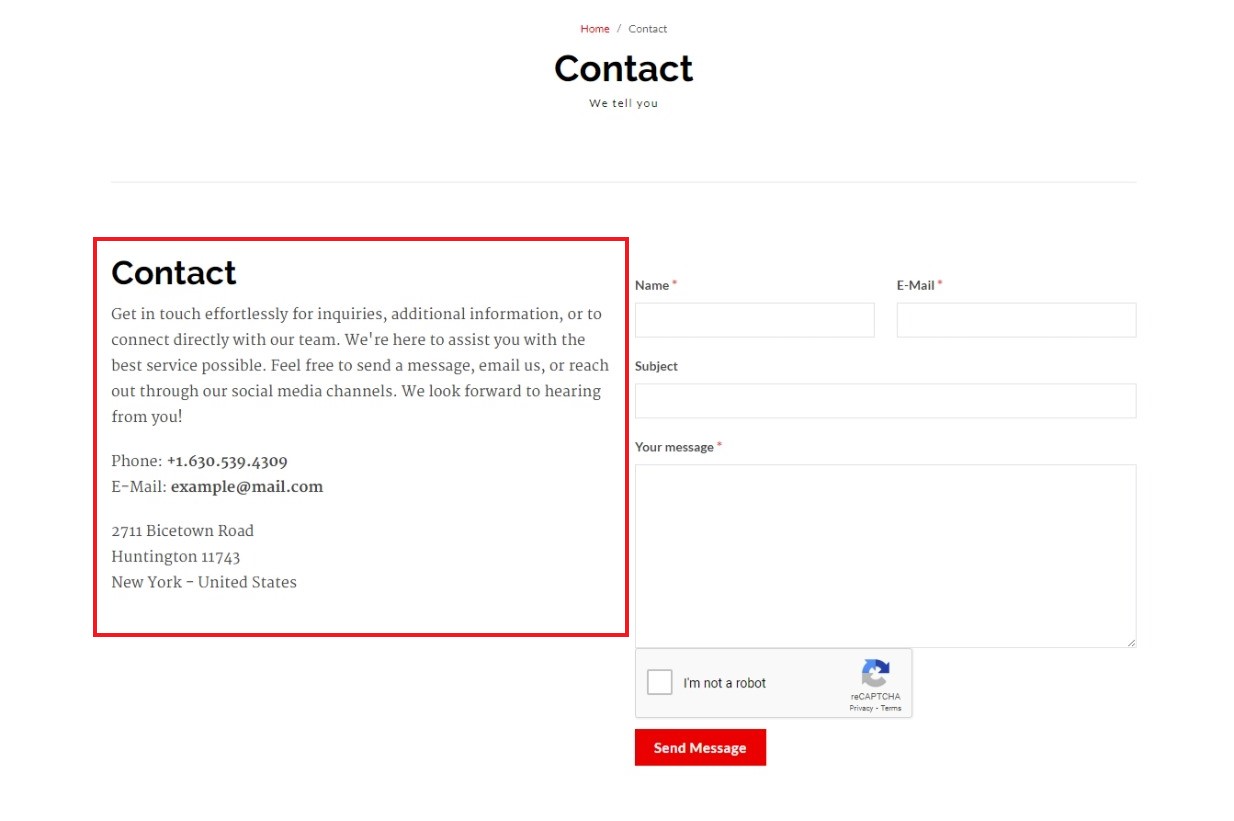 Home / Contact
Contact
We tell you
Contact
Get in touch effortlessly for inquiries, additional information, or to
connect directly with our team. We're here to assist you with the
best service possible. Feel free to send a message, email us, or reach
out through our social media channels. We look forward to hearing
from you!
Phone: +1.630.539.4309
E-Mail: example@mail.com
2711 Bicetown Road
Huntington 11743
New York - United States
Name * E-Mail *
Subject
Your message *
I'm not a robot
reCAPTCHA
Privacy - Terms
Send Message